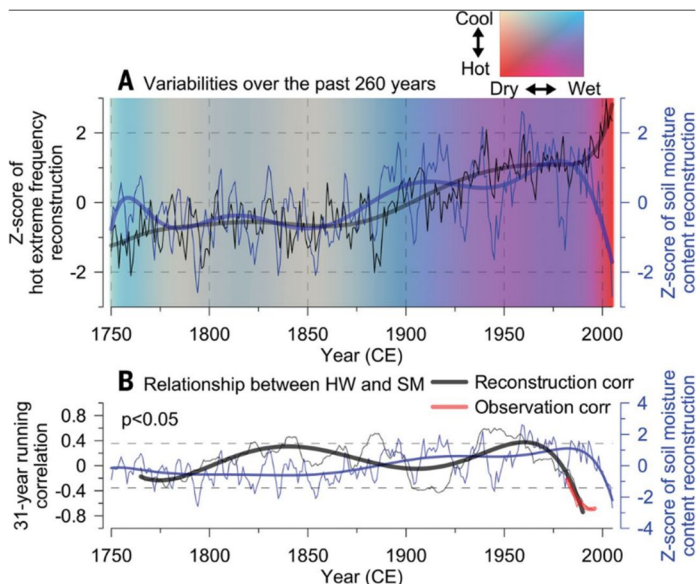 Cool
Hot
Dry Wet
A Variabilities over the past 260 years
2
0
-2
Z-score of
hot extreme frequency
reconstruction
2
0
-2
Z-score of soil moisture
content reconstruction
1750 1800 1850 1900 1950 2000
Year (CE)
B Relationship between HW and SM
Reconstruction corr
Observation corr
p<0.05
0.8
0.4
0
-0.4
-0.8
31-year running
correlation
4
2
0
-2
-4
Z-score of soil moisture
content reconstruction
1750 1800 1850 1900 1950 2000
Year (CE)